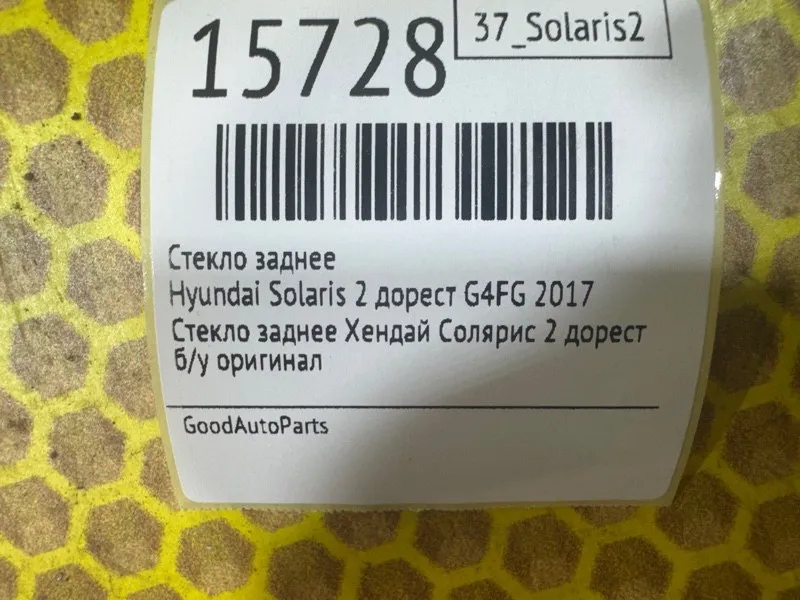 15728
37_Solaris2
Стекло заднее
Hyundai Solaris 2 дорест G4FG 2017
Стекло заднее Хендай Солярис 2 дорест
б/у оригинал
GoodAutoParts